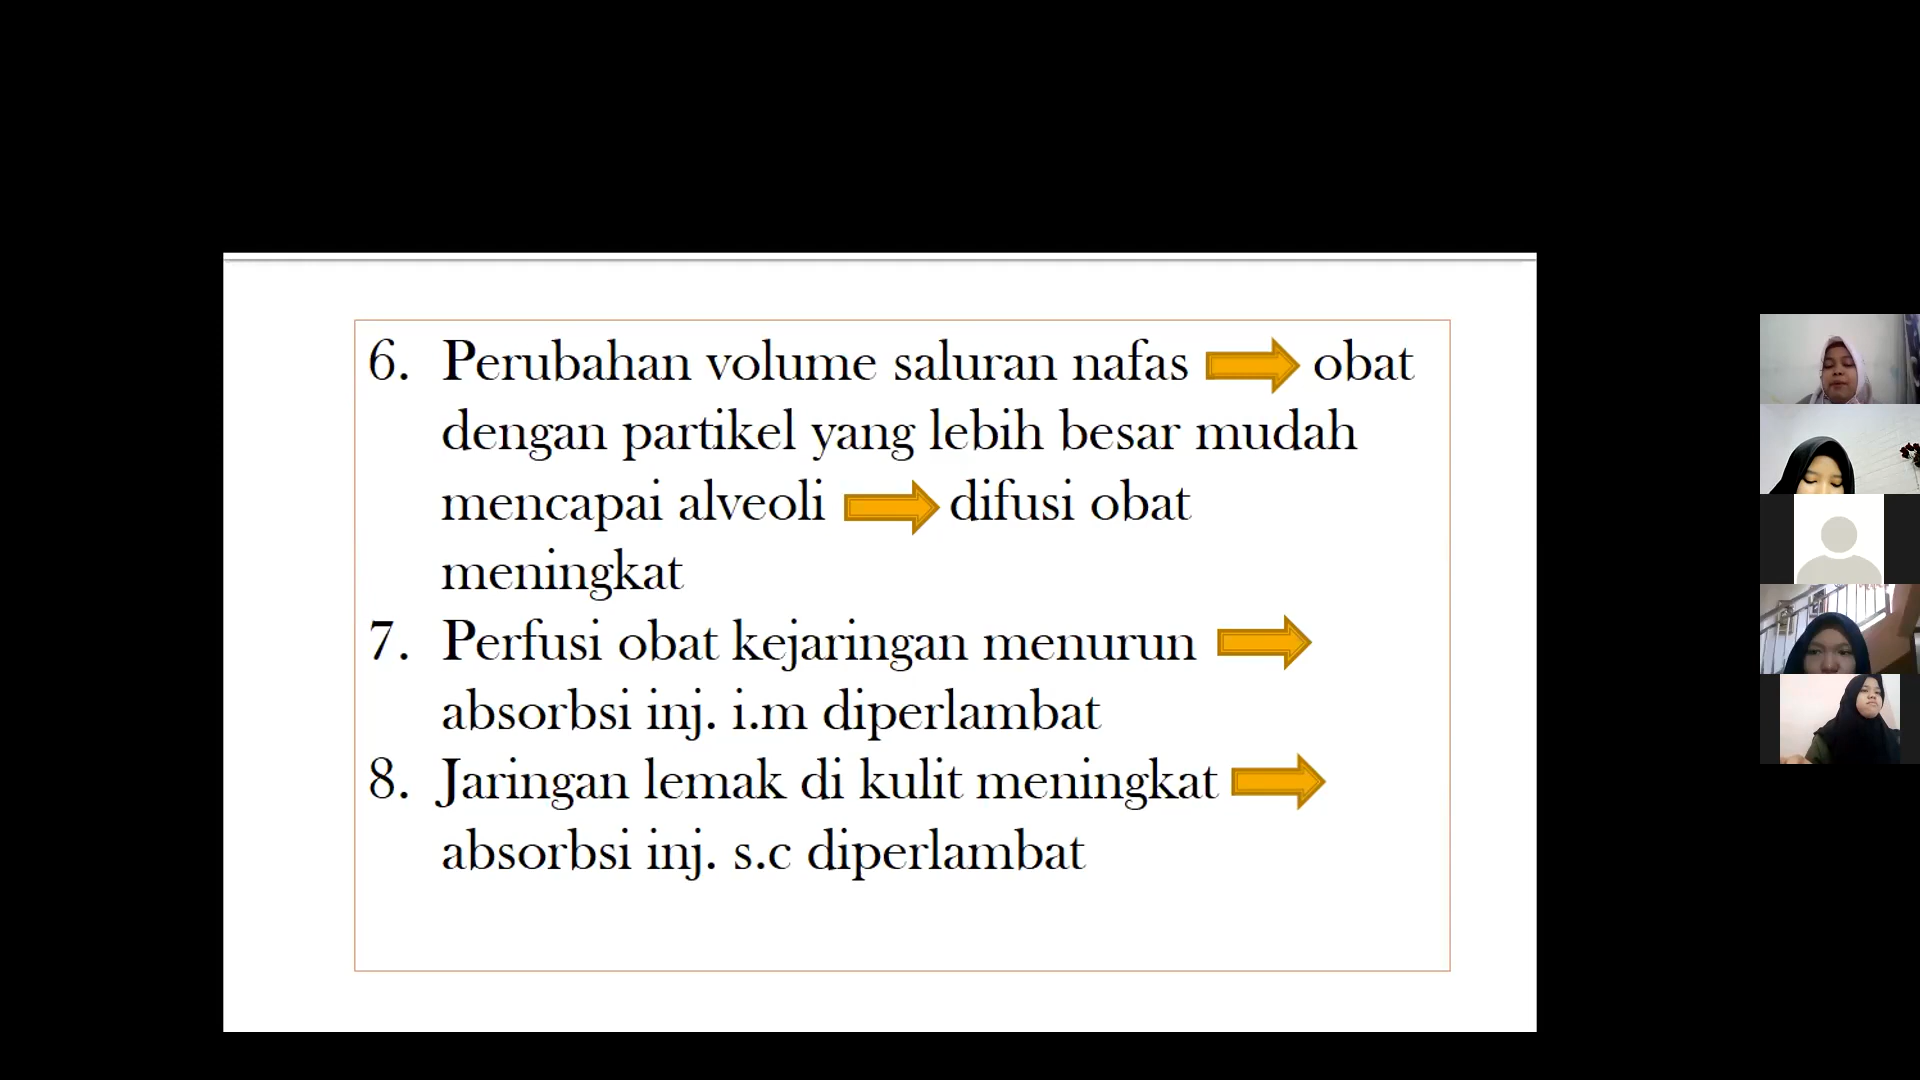 6. Perubahan volume saluran nafas obat
dengan partikel yang lebih besar mudah
mencapai alveoli difusi obat
meningkat
7. Perfusi obat kejaringan menurun
absorbsi inj. i.m diperlambat
8. Jaringan lemak di kulit meningkat
absorbsi inj. s.c diperlambat